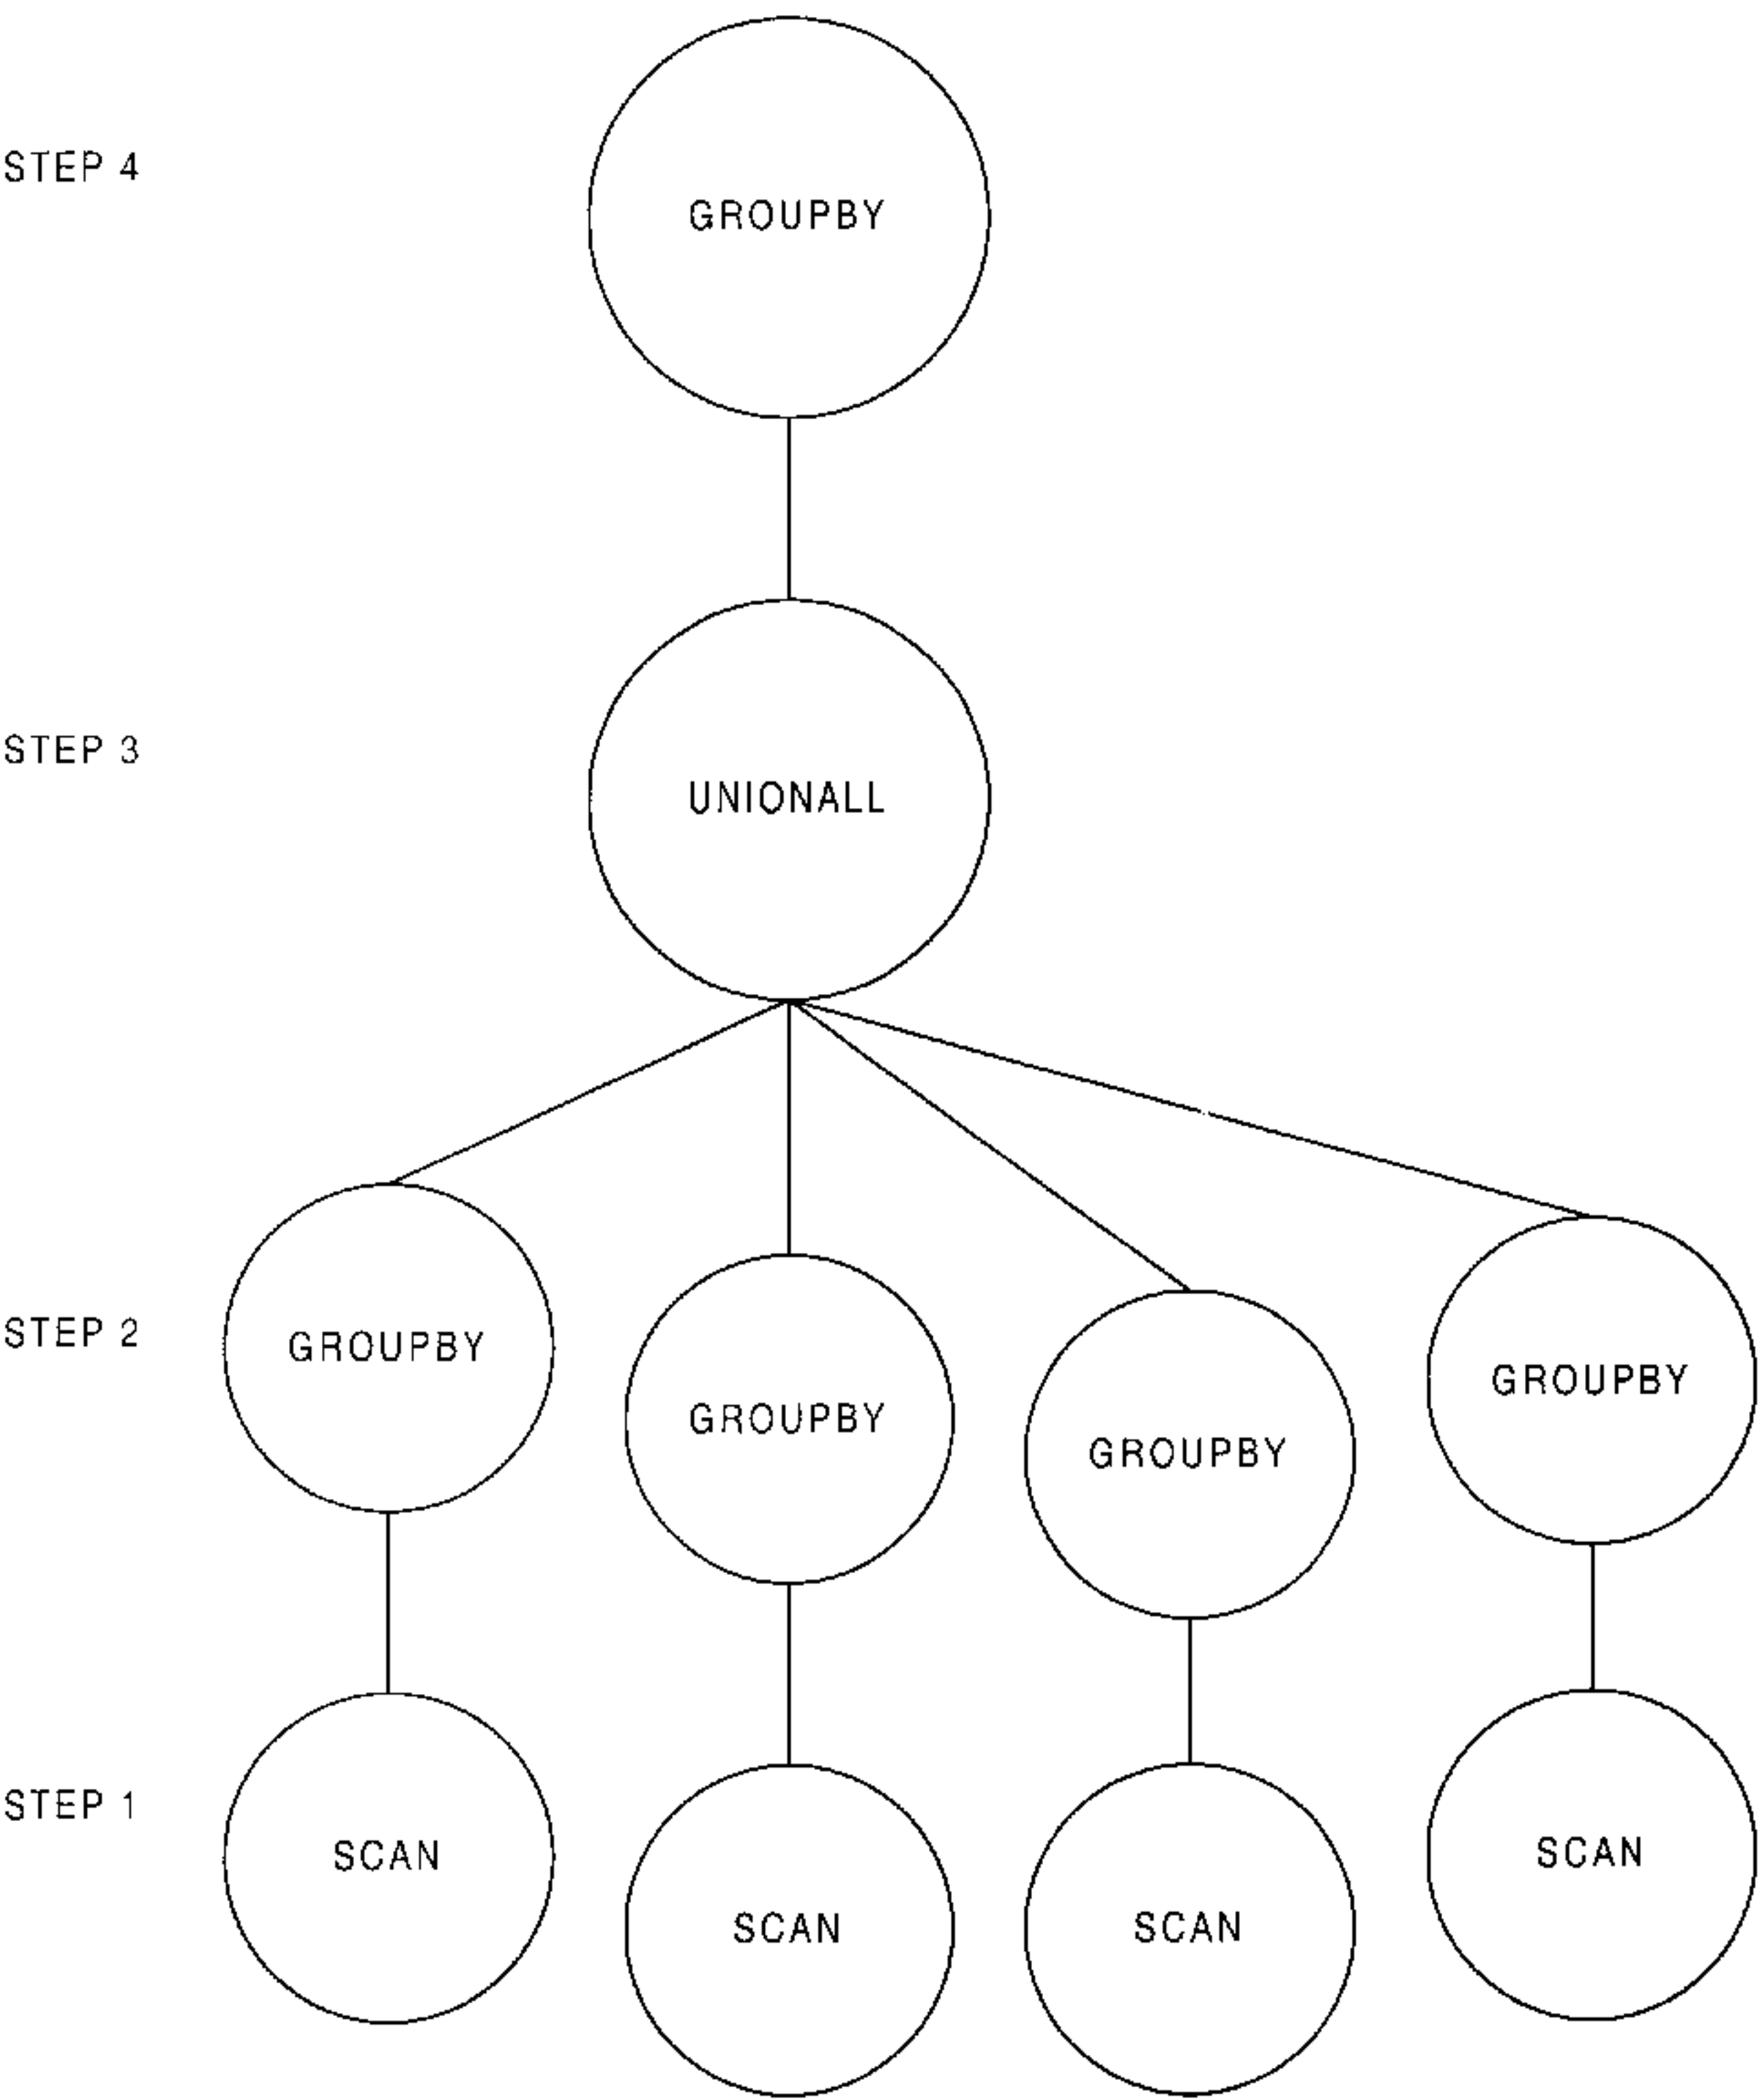 STEP 4
GROUPBY
STEP 3
UNIONALL
STEP 2
GROUPBY
GROUPBY
GROUPBY
GROUPBY
STEP 1
SCAN
SCAN
SCAN
SCAN